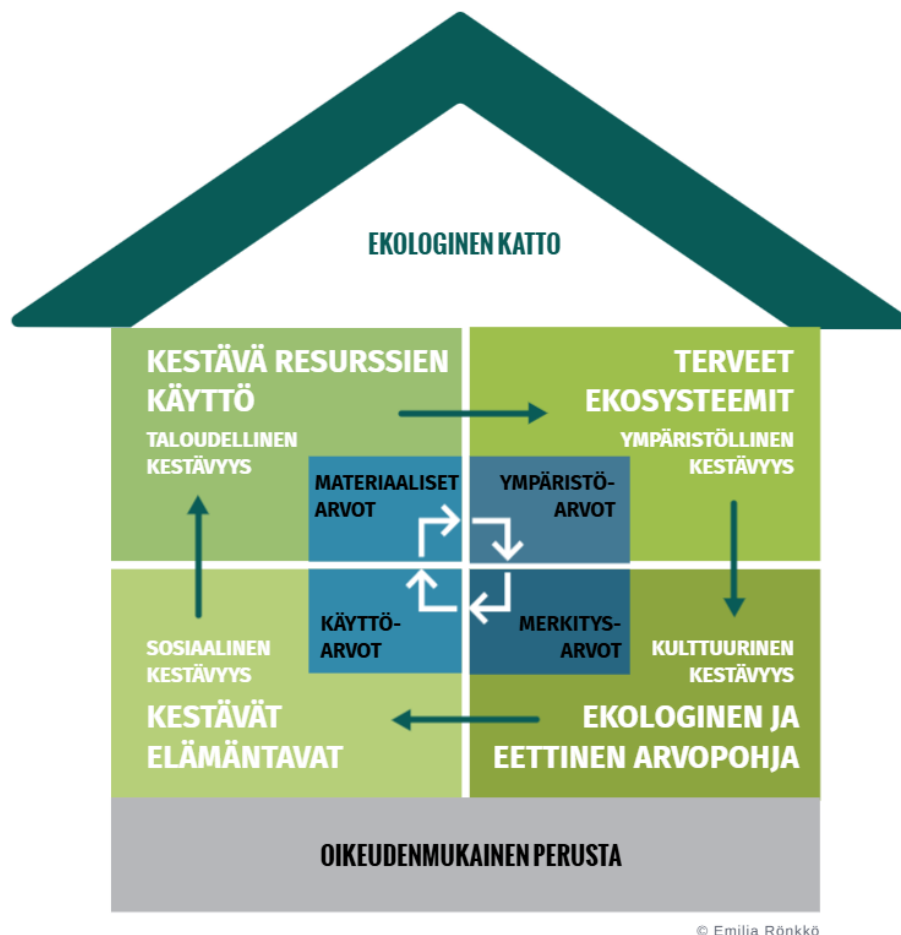 EKOLOGINEN KATTO
KESTÄVÄ RESURSSIEN
KÄYTTÖ
TALOUDELLINEN
KESTÄVYYS
TERVEET
EKOSYSTEEMIT
YMPÄRISTÖLLINEN
KESTÄVYYS
MATERIAALISET
ARVOT
YMPÄRISTÖ-
ARVOT
KÄYTTÖ-
ARVOT
MERKITYS-
ARVOT
SOSIAALINEN
KESTÄVYYS
KESTÄVÄT
ELÄMÄNTAVAT
KULTTUURINEN
KESTÄVYYS
EKOLOGINEN JA
EETTINEN ARVOPOHJA
OIKEUDENMUKAINEN PERUSTA
© Emilia Rönkkö